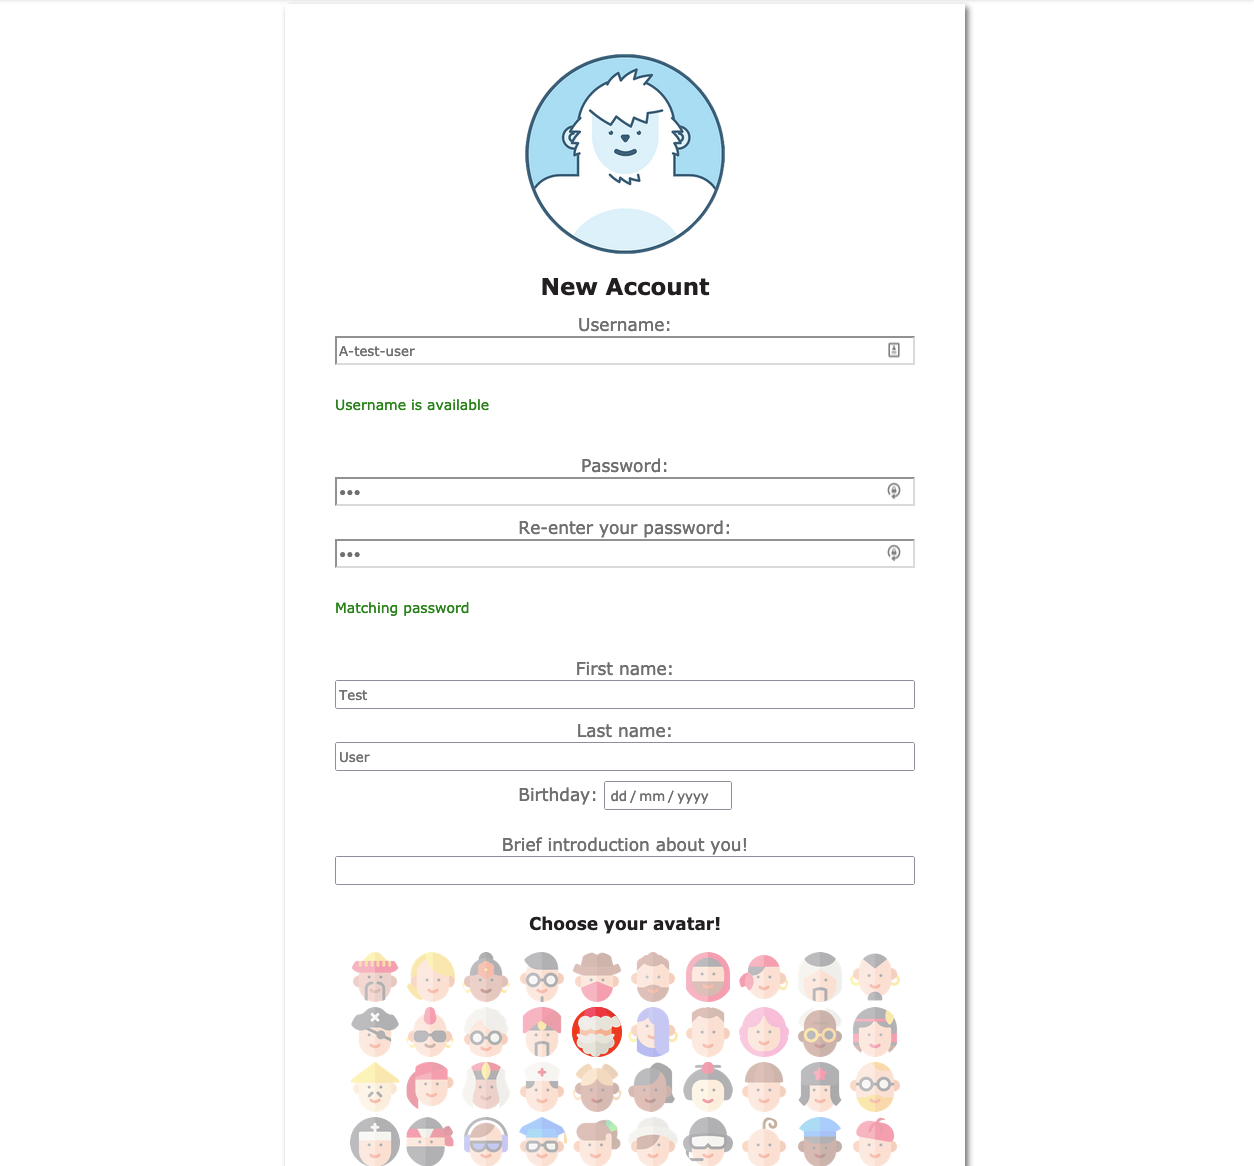 New Account
Username:
A-test-user
Username is available
Password:
•••
Re-enter your password:
•••
Matching password
First name:
Test
Last name:
User
Birthday: dd / mm / yyyy
Brief introduction about you!
Choose your avatar!